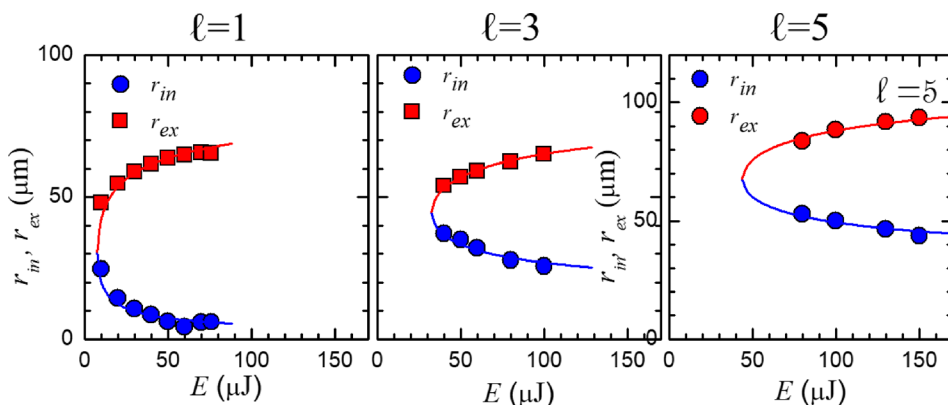 ℓ=1
ℓ=3
ℓ=5
100
50
0
r_in, r_ex (μm)
r_in
r_ex
0 50 100 150
E (μJ)
r_in
r_ex
0 50 100 150
E (μJ)
100
50
0
r_in, r_ex (μm)
r_in
r_ex
ℓ=5
0 50 100 150
E (μJ)